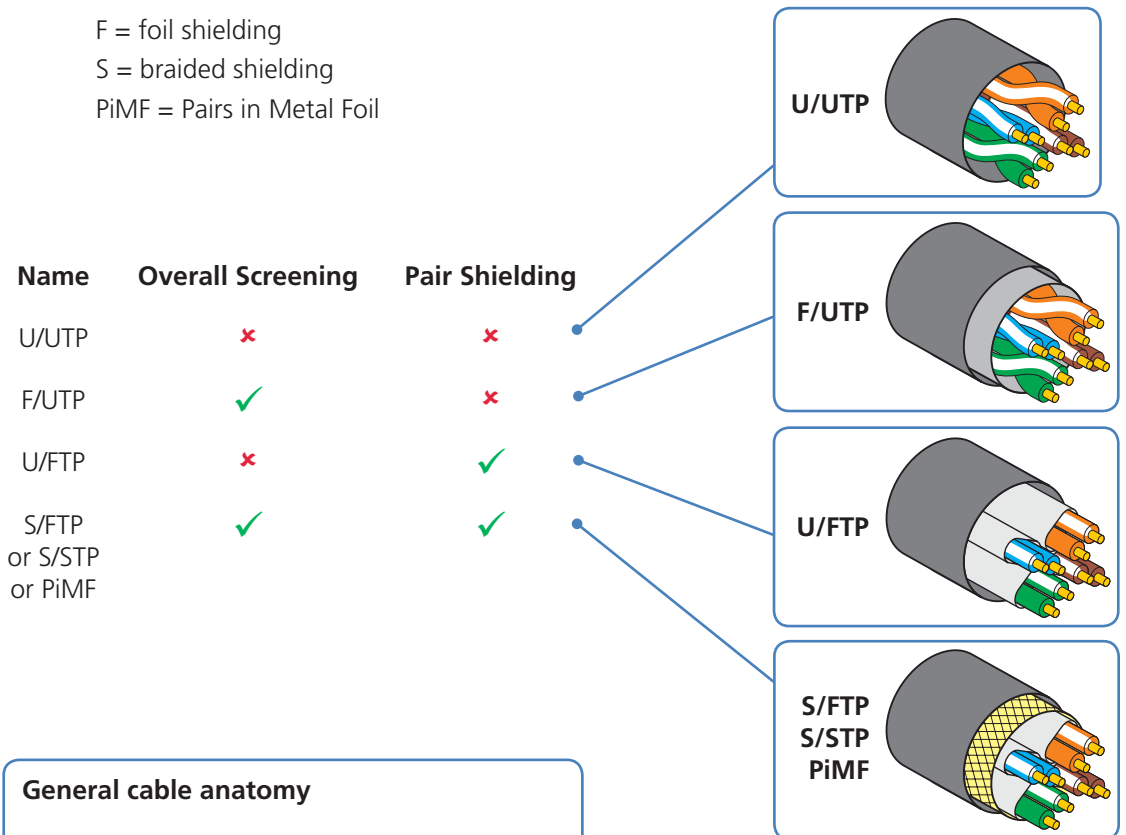 F = foil shielding
S = braided shielding
PiMF = Pairs in Metal Foil
Name Overall Screening Pair Shielding
U/UTP ✘ ✘
F/UTP ✓ ✘
U/FTP ✘ ✓
S/FTP ✓ ✓
or S/STP
or PiMF
U/UTP
F/UTP
U/FTP
S/FTP
S/STP
PiMF
General cable anatomy